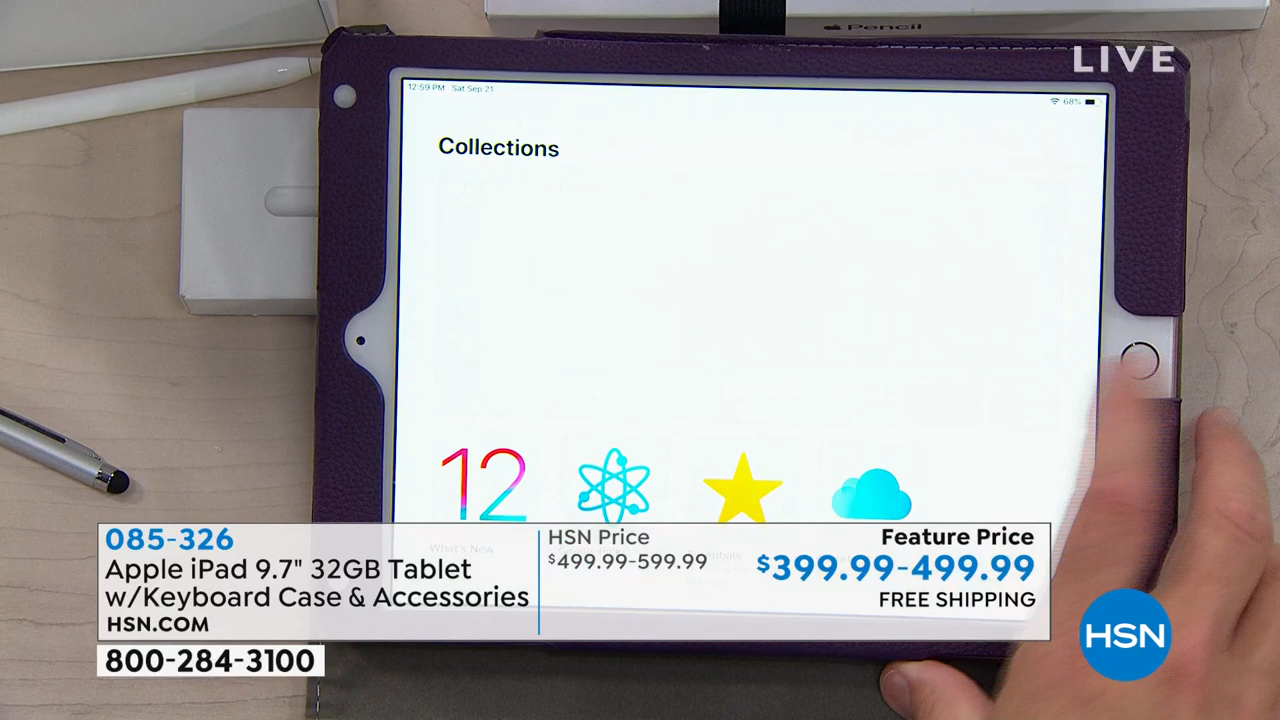 Pencil
LIVE
12:59 PM Sat Sep 21
68%
Collections
12
What's New
085-326
Apple iPad 9.7" 32GB Tablet
w/Keyboard Case & Accessories
HSN.COM
HSN Price
$499.99-599.99
Feature Price
$399.99-499.99
FREE SHIPPING
800-284-3100
HSN